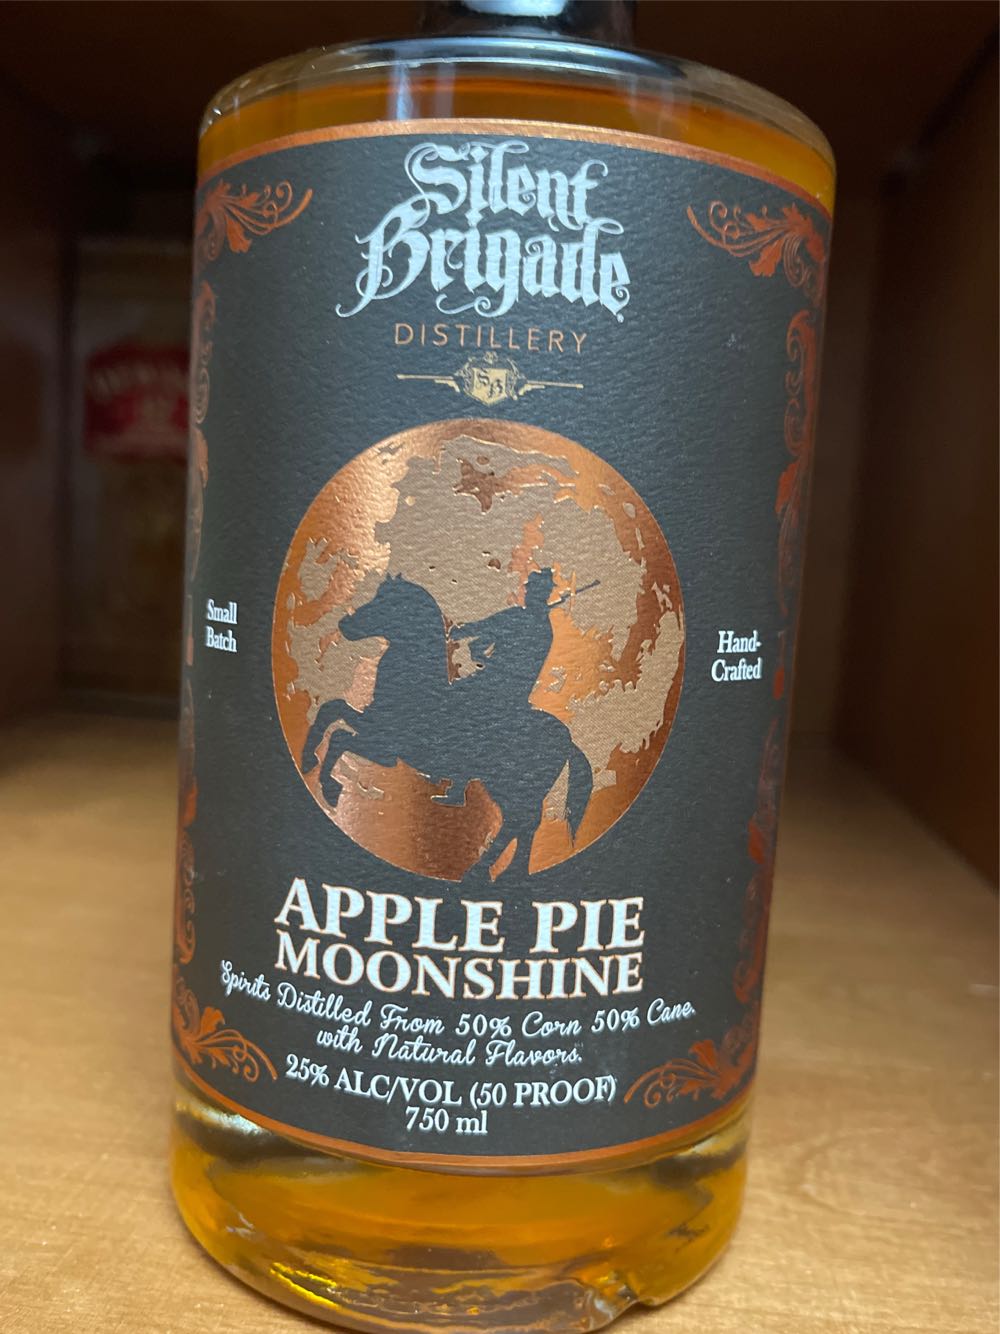 Silent
Brigade
DISTILLERY
SB
Small
Batch
Hand-
Crafted
APPLE PIE
MOONSHINE
Spirits Distilled From 50% Corn 50% Cane.
with Natural Flavors.
25% ALC/VOL (50 PROOF)
750 ml